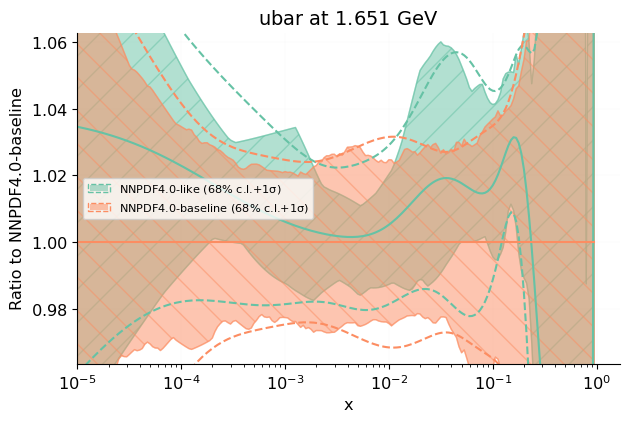 ubar at 1.651 GeV
Ratio to NNPDF4.0-baseline
1.06
1.04
1.02
1.00
0.98
NNPDF4.0-like (68% c.l.+1σ)
NNPDF4.0-baseline (68% c.l.+1σ)
10⁻⁵ 10⁻⁴ 10⁻³ 10⁻² 10⁻¹ 10⁰
x